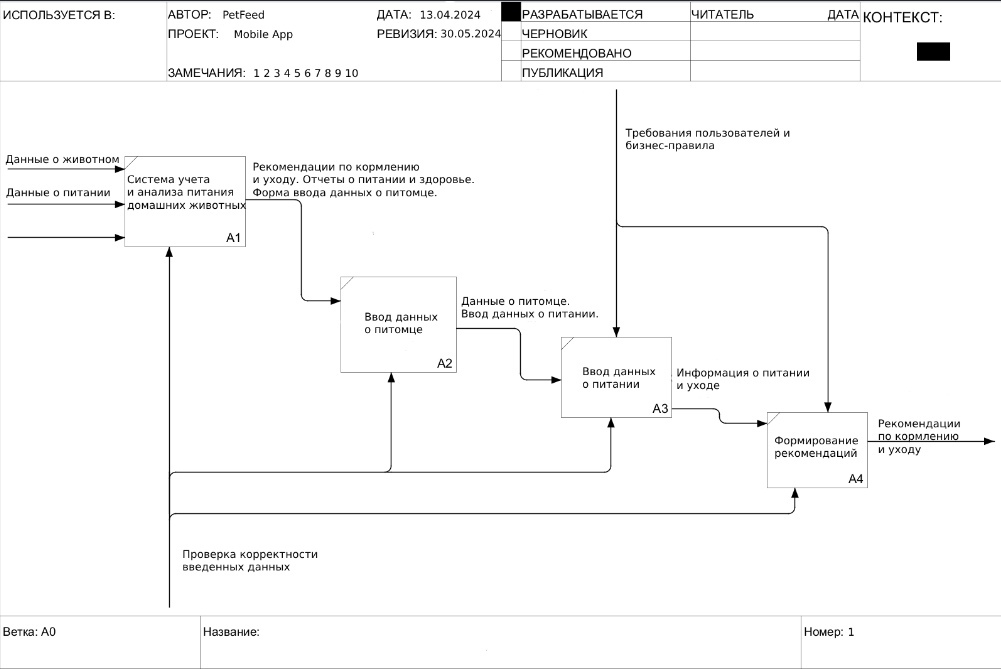 ИСПОЛЬЗУЕТСЯ В:
АВТОР: PetFeed
ДАТА: 13.04.2024
ПРОЕКТ: Mobile App
РЕВИЗИЯ: 30.05.2024
ЗАМЕЧАНИЯ: 1 2 3 4 5 6 7 8 9 10
РАЗРАБАТЫВАЕТСЯ
ЧЕРНОВИК
РЕКОМЕНДОВАНО
ПУБЛИКАЦИЯ
ЧИТАТЕЛЬ
ДАТА
КОНТЕКСТ:
Требования пользователей и
бизнес-правила
Данные о животном
Данные о питании
Система учета
и анализа питания
домашних животных
A1
Рекомендации по кормлению
и уходу. Отчеты о питании и здоровье.
Форма ввода данных о питомце.
Ввод данных
о питомце
A2
Данные о питомце.
Ввод данных о питании.
Ввод данных
о питании
A3
Информация о питании
и уходе
Формирование
рекомендаций
A4
Рекомендации
по кормлению
и уходу
Проверка корректности
введенных данных
Ветка: A0
Название:
Номер: 1